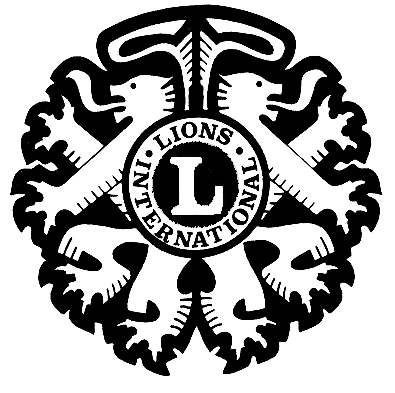 · LIONS ·
INTERNATIONAL
L